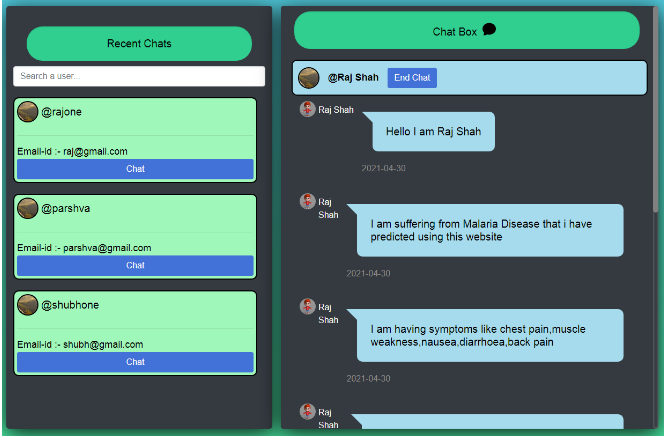 Recent Chats
Search a user...
@rajone
Email-id :- raj@gmail.com
Chat
@parshva
Email-id :- parshva@gmail.com
Chat
@shubhone
Email-id :- shubh@gmail.com
Chat
Chat Box
@Raj Shah
End Chat
Raj Shah
Hello I am Raj Shah
2021-04-30
Raj
Shah
I am suffering from Malaria Disease that i have
predicted using this website
2021-04-30
Raj
Shah
I am having symptoms like chest pain,muscle
weakness,nausea,diarrhoea,back pain
2021-04-30
Raj
Shah